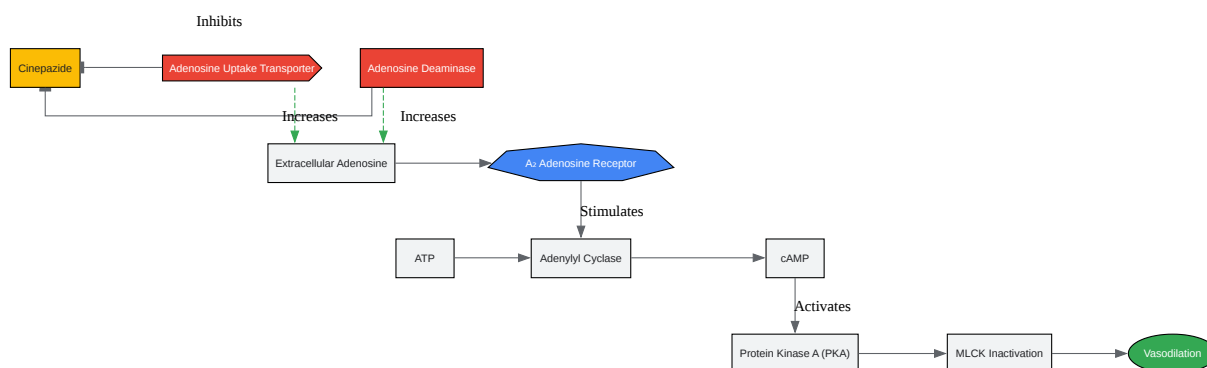 Inhibits
Cinepazide
Adenosine Uptake Transporter
Adenosine Deaminase
Increases
Increases
Extracellular Adenosine
A₂ Adenosine Receptor
Stimulates
ATP
Adenylyl Cyclase
cAMP
Activates
Protein Kinase A (PKA)
MLCK Inactivation
Vasodilation